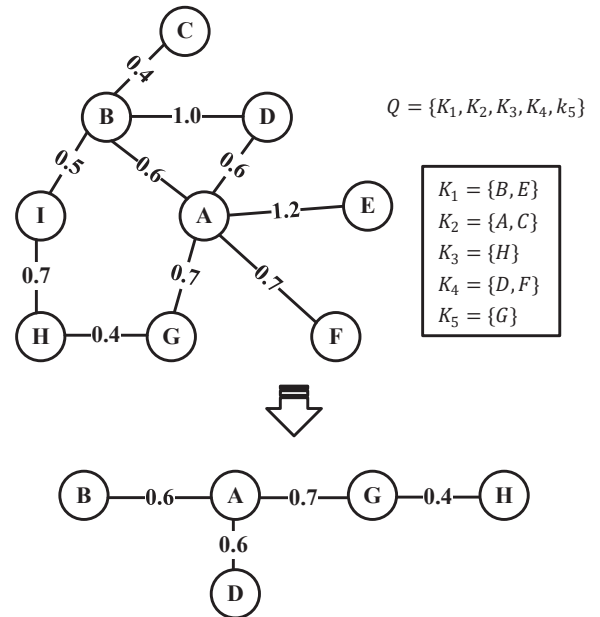 C
0.4
B
1.0
D
Q = {K₁, K₂, K₃, K₄, k₅}
0.5
0.6
0.6
K₁ = {B, E}
I
A
1.2
E
K₂ = {A, C}
K₃ = {H}
0.7
0.7
0.7
K₄ = {D, F}
K₅ = {G}
H
0.4
G
F
B
0.6
A
0.7
G
0.4
H
0.6
D